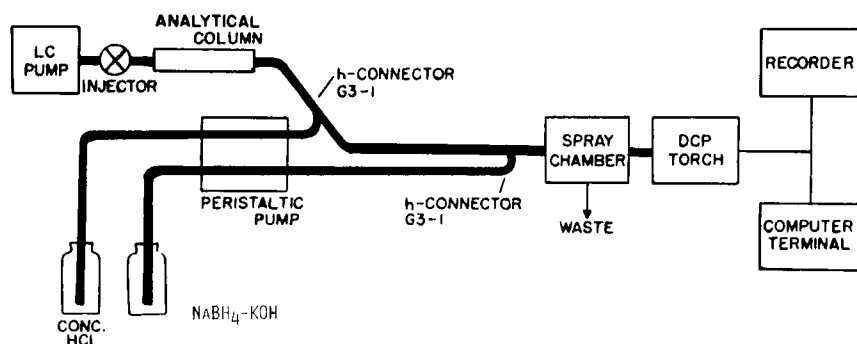 LC
PUMP
INJECTOR
ANALYTICAL
COLUMN
h-CONNECTOR
G3-1
PERISTALTIC
PUMP
h-CONNECTOR
G3-1
SPRAY
CHAMBER
WASTE
DCP
TORCH
RECORDER
COMPUTER
TERMINAL
CONC.
HCl
NABH4-KOH